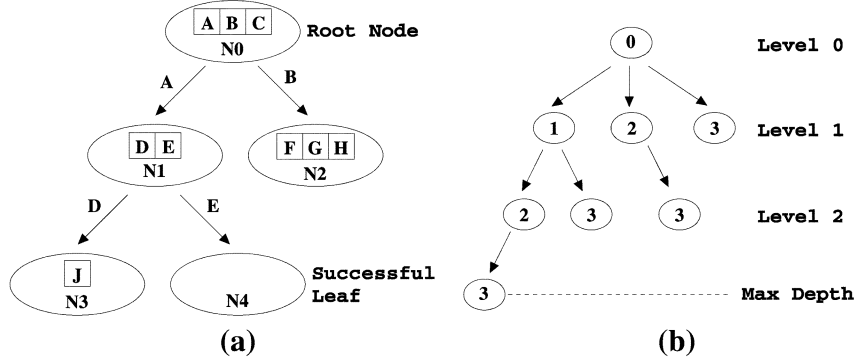 A B C
N0
Root Node
A
B
D E
N1
F G H
N2
D
E
J
N3
N4
Successful
Leaf
(a)
0
Level 0
1
2
3
Level 1
2
3
3
Level 2
3
Max Depth
(b)